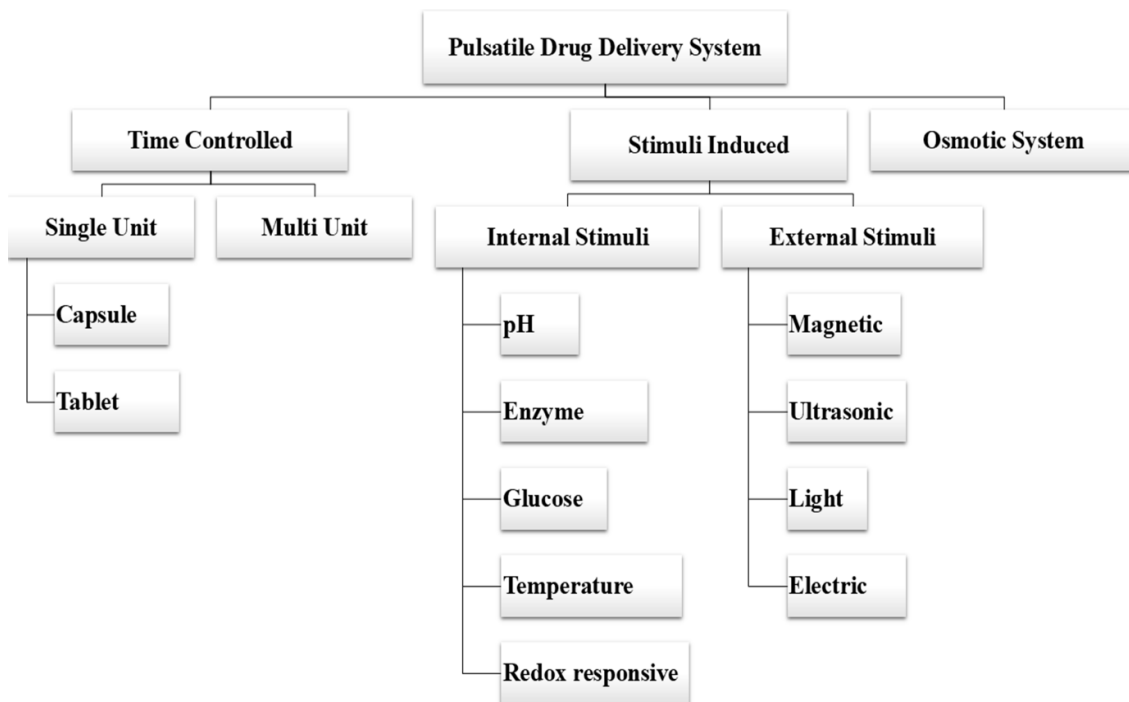 Pulsatile Drug Delivery System
Time Controlled
Stimuli Induced
Osmotic System
Single Unit
Multi Unit
Internal Stimuli
External Stimuli
Capsule
Tablet
pH
Enzyme
Glucose
Temperature
Redox responsive
Magnetic
Ultrasonic
Light
Electric